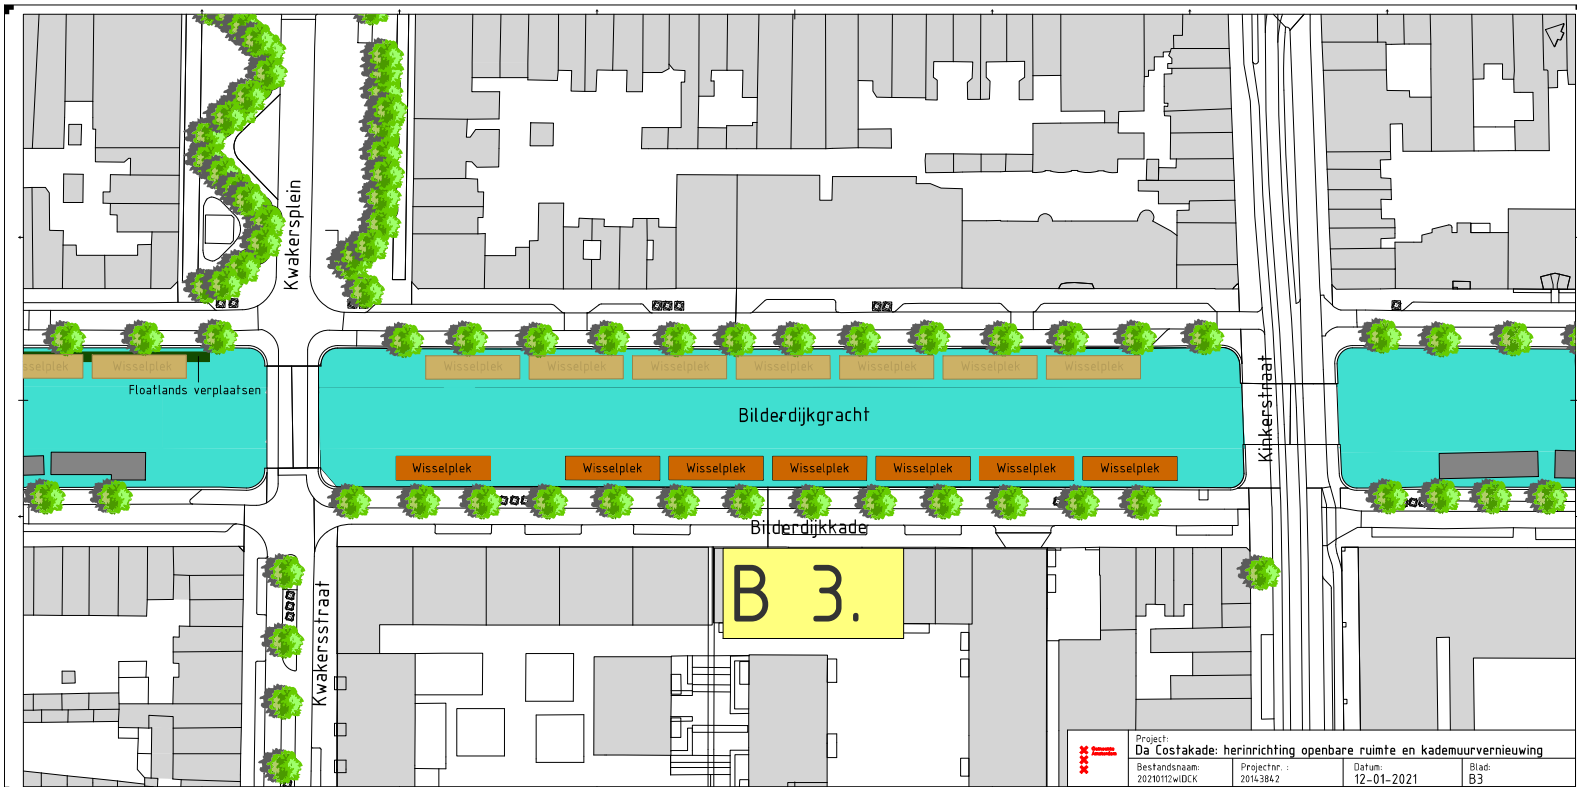 Kwakersplein
Wisselplek
Wisselplek
Wisselplek
Wisselplek
Wisselplek
Wisselplek
Wisselplek
Wisselplek
Floatlands verplaatsen
Bilderdijkgracht
Kinkerstraat
Wisselplek
Wisselplek
Wisselplek
Wisselplek
Wisselplek
Wisselplek
Wisselplek
Bilderdijkkade
B 3.
Kwakersstraat
Gemeente
Amsterdam
Project:
Da Costakade: herinrichting openbare ruimte en kademuurvernieuwing
Bestandsnaam: Projectnr. : Datum: Blad:
20210112wIDCK 20143842 12-01-2021 B3